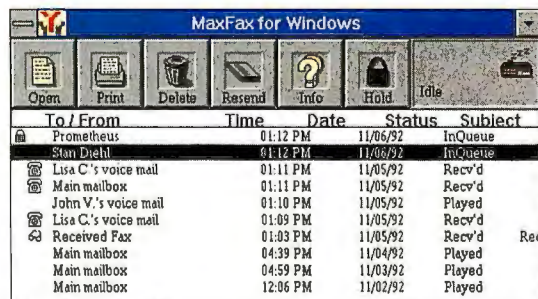 MaxFax for Windows
Open Print Delete Resend Info Hold Idle
To / From Time Date Status Subject
Prometheus 01:12 PM 11/06/92 InQueue
Stan Diehl 01:12 PM 11/06/92 InQueue
Lisa C.'s voice mail 01:11 PM 11/05/92 Recv'd
Main mailbox 01:11 PM 11/05/92 Recv'd
John V.'s voice mail 01:10 PM 11/05/92 Played
Lisa C.'s voice mail 01:09 PM 11/05/92 Recv'd
Received Fax 01:03 PM 11/05/92 Recv'd Rec
Main mailbox 04:39 PM 11/04/92 Played
Main mailbox 04:59 PM 11/03/92 Played
Main mailbox 12:06 PM 11/02/92 Played